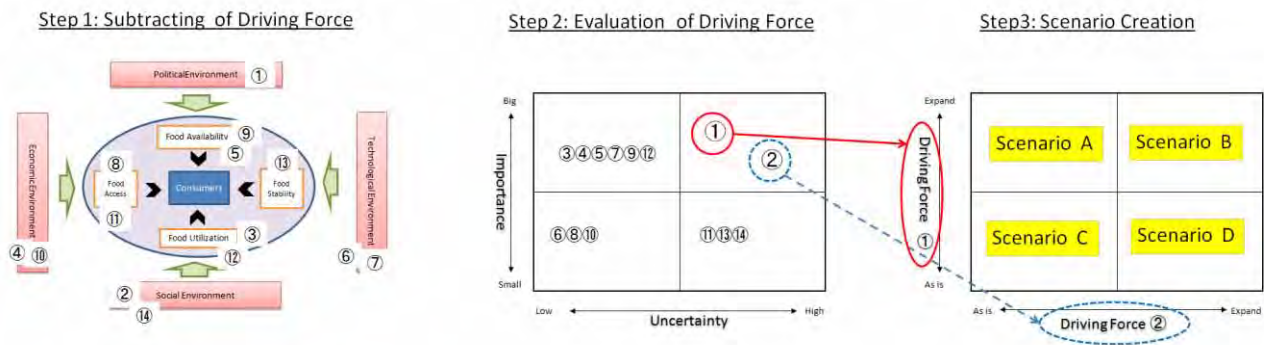 Step 1: Subtracting of Driving Force
PoliticalEnvironment ①
EconomicEnvironment
④ ⑩
Food Availability ⑨
⑤
⑧
Food
Access
⑪
Consumers
⑬
Food
Stability
Food Utilization ③
⑫
TechnologicalEnvironment
⑥ ⑦
②
Social Environment
⑭
Step 2: Evaluation of Driving Force
Big
Importance
Small
③④⑤⑦⑨⑫
①
②
⑥⑧⑩
⑪⑬⑭
Low
Uncertainty
High
Step3: Scenario Creation
Expand
Driving Force ①
As is
Scenario A
Scenario B
Scenario C
Scenario D
As is
Driving Force ②
Expand